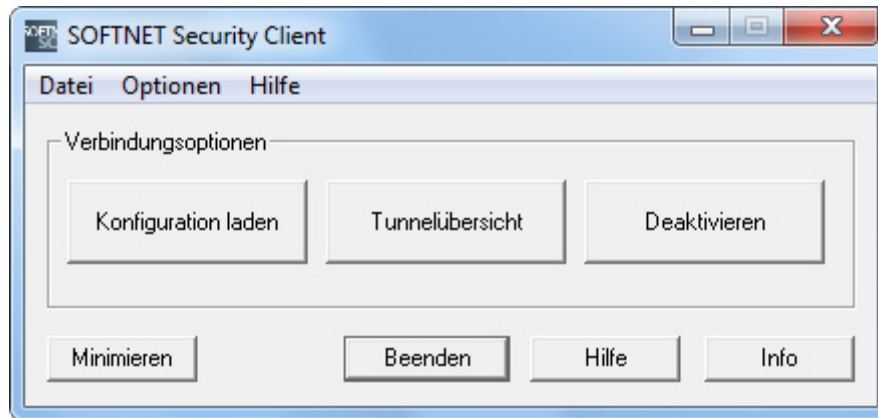 SOFTNET Security Client
Datei Optionen Hilfe
Verbindungsoptionen
Konfiguration laden Tunnelübersicht Deaktivieren
Minimieren Beenden Hilfe Info